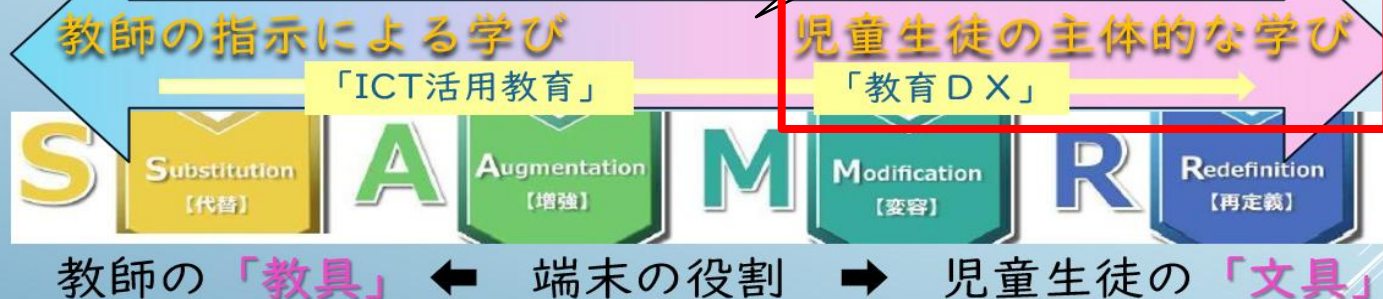 教師の指示による学び 児童生徒の主体的な学び
「ICT活用教育」 「教育DX」
S Substitution 【代替】 A Augmentation 【増強】 M Modification 【変容】 R Redefinition 【再定義】
教師の「教具」 ⬅ 端末の役割 ➡ 児童生徒の「文具」